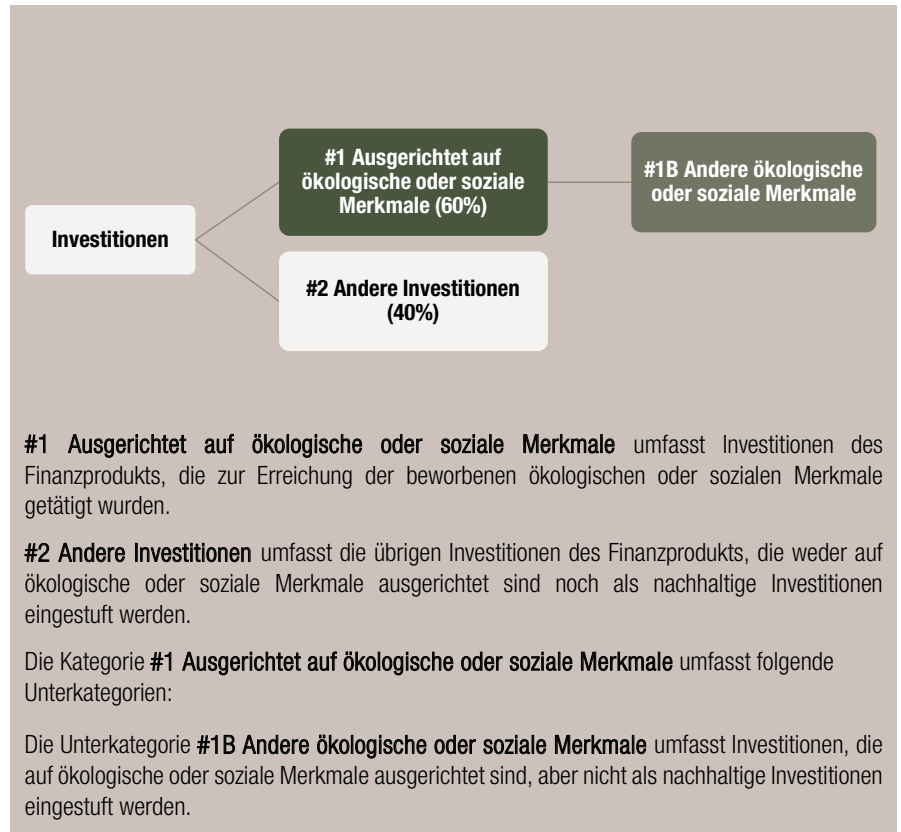 #1 Ausgerichtet auf
ökologische oder soziale
Merkmale (60%)
#1B Andere ökologische
oder soziale Merkmale
Investitionen
#2 Andere Investitionen
(40%)
#1 Ausgerichtet auf ökologische oder soziale Merkmale umfasst Investitionen des
Finanzprodukts, die zur Erreichung der beworbenen ökologischen oder sozialen Merkmale
getätigt wurden.
#2 Andere Investitionen umfasst die übrigen Investitionen des Finanzprodukts, die weder auf
ökologische oder soziale Merkmale ausgerichtet sind noch als nachhaltige Investitionen
eingestuft werden.
Die Kategorie #1 Ausgerichtet auf ökologische oder soziale Merkmale umfasst folgende
Unterkategorien:
Die Unterkategorie #1B Andere ökologische oder soziale Merkmale umfasst Investitionen, die
auf ökologische oder soziale Merkmale ausgerichtet sind, aber nicht als nachhaltige Investitionen
eingestuft werden.